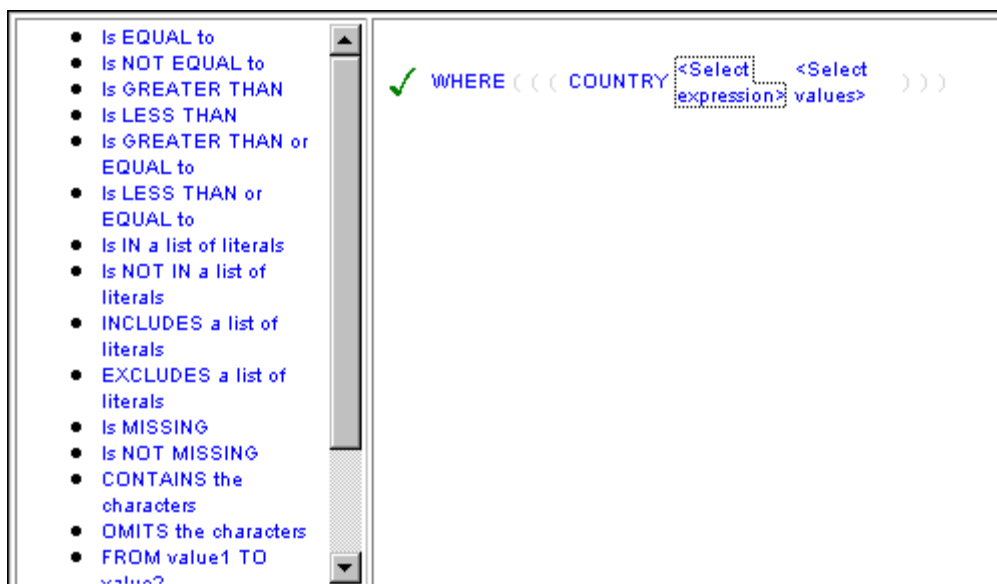 Is EQUAL to
Is NOT EQUAL to
Is GREATER THAN
Is LESS THAN
Is GREATER THAN or
EQUAL to
Is LESS THAN or
EQUAL to
Is IN a list of literals
Is NOT IN a list of
literals
INCLUDES a list of
literals
EXCLUDES a list of
literals
Is MISSING
Is NOT MISSING
CONTAINS the
characters
OMITS the characters
FROM value1 TO
value2
WHERE ( ( ( COUNTRY <Select expression> <Select values> ) ) )